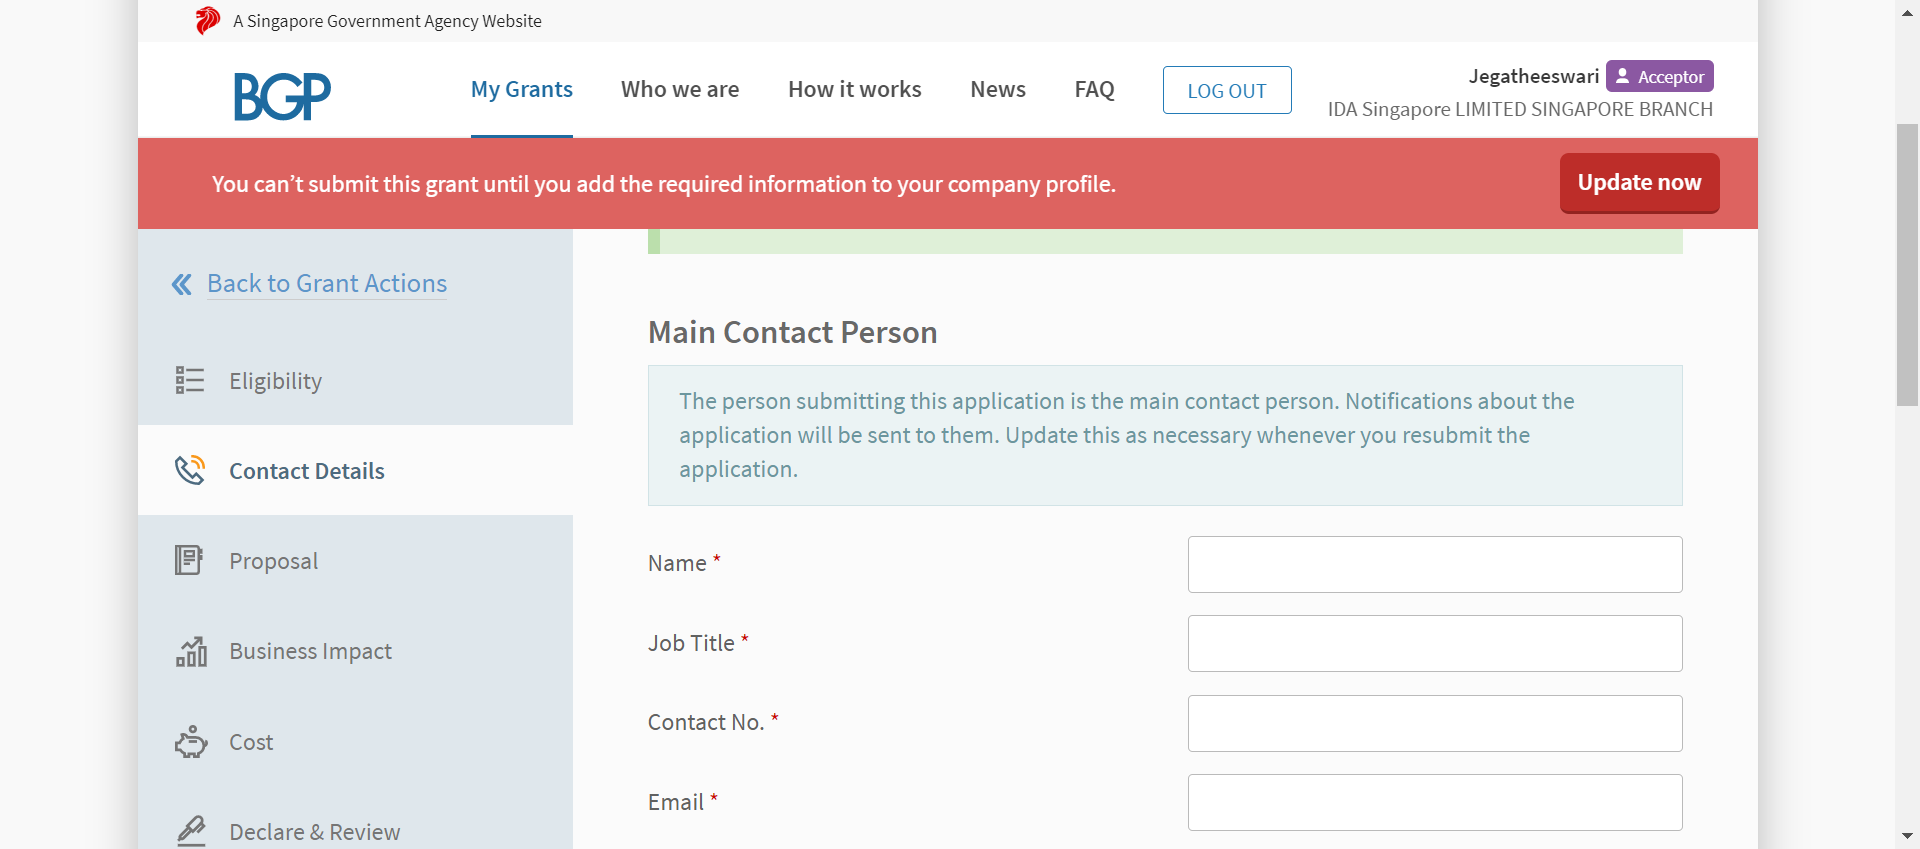 A Singapore Government Agency Website
BGP
My Grants
Who we are
How it works
News
FAQ
LOG OUT
Jegatheeswari
Acceptor
IDA Singapore LIMITED SINGAPORE BRANCH
You can’t submit this grant until you add the required information to your company profile.
Update now
Back to Grant Actions
Eligibility
Contact Details
Proposal
Business Impact
Cost
Declare & Review
Main Contact Person
The person submitting this application is the main contact person. Notifications about the
application will be sent to them. Update this as necessary whenever you resubmit the
application.
Name *
Job Title *
Contact No. *
Email *